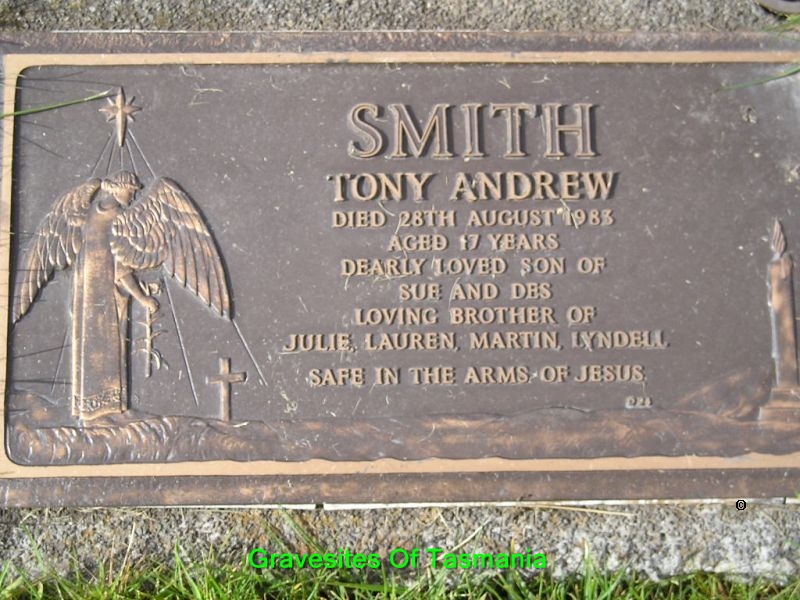 SMITH
TONY ANDREW
DIED 28TH AUGUST 1983
AGED 17 YEARS
DEARLY LOVED SON OF
SUE AND DES
LOVING BROTHER OF
JULIE, LAUREN, MARTIN, LYNDELL.
SAFE IN THE ARMS OF JESUS
©
Gravesites Of Tasmania